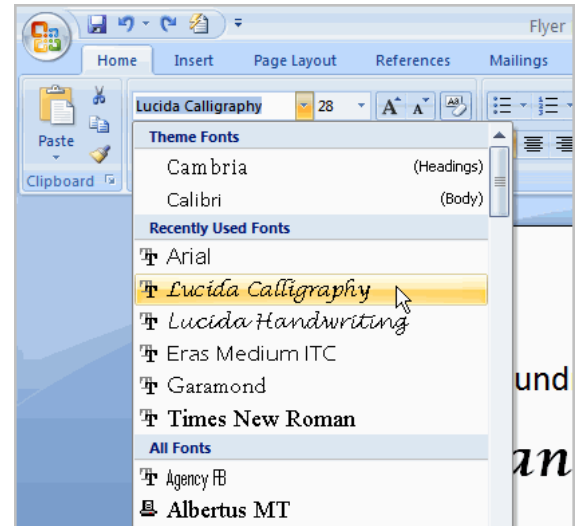 Flyer
Home Insert Page Layout References Mailings
Paste
Clipboard
Lucida Calligraphy 28 A A Aa
Theme Fonts
Cambria (Headings)
Calibri (Body)
Recently Used Fonts
Arial
Lucida Calligraphy
Lucida Handwriting
Eras Medium ITC
Garamond
Times New Roman
All Fonts
Agency FB
Albertus MT
und
an